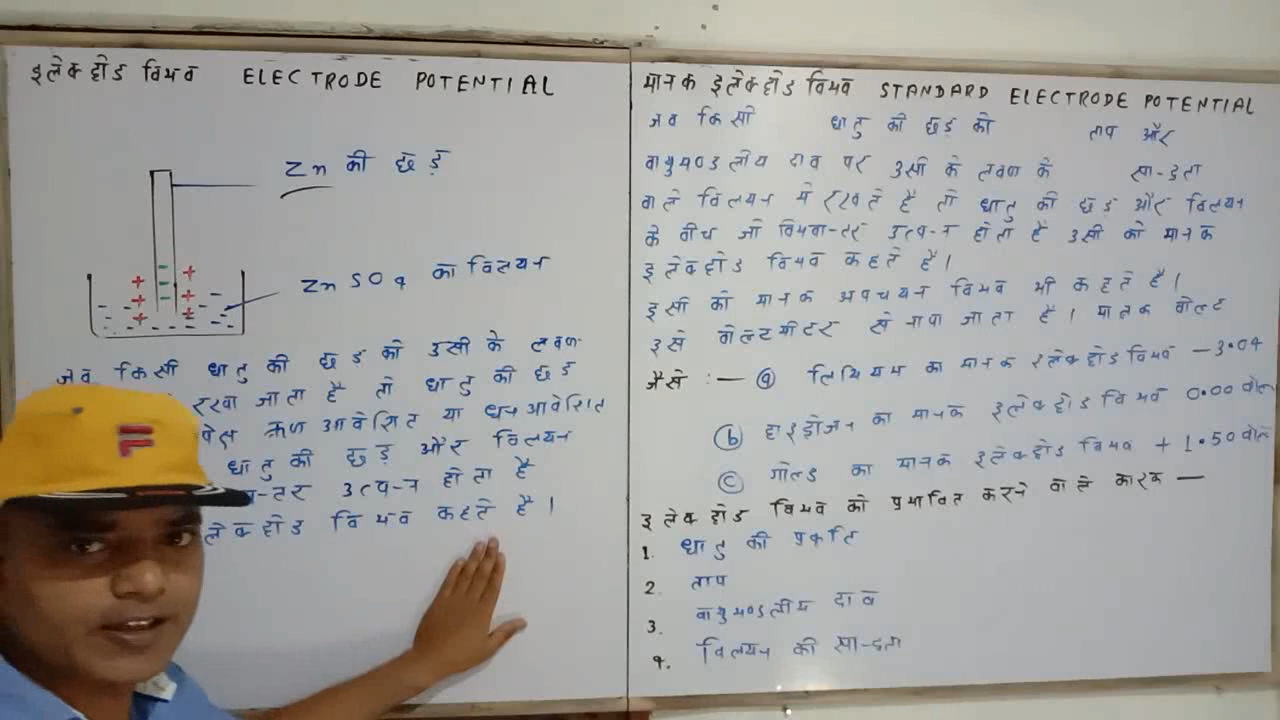 इलेक्ट्रोड विभव ELECTRODE POTENTIAL
Zn की छड़
ZnSO4 का विलयन
जब किसी धातु की छड़ को उसी के लवण
रखा जाता है तो धातु की छड़
ऋण आवेशित या धन आवेशित
धातु की छड़ और विलयन
न्तर उत्पन्न होता है
लेक्ट्रोड विभव कहते है।
F
मानक इलेक्ट्रोड विभव STANDARD ELECTRODE POTENTIAL
जब किसी धातु की छड़ को ताप और
वायुमण्डलीय दाब पर उसी के लवण के सान्द्रता
वाले विलयन में रखते है तो धातु की छड़ और विलयन
के बीच जो विभवान्तर उत्पन्न होता है उसी को मानक
इलेक्ट्रोड विभव कहते है।
इसी को मानक अपचयन विभव भी कहते है।
इसे वोल्टमीटर से नापा जाता है। मात्रक वोल्ट
जैसे :— (a) लिथियम का मानक इलेक्ट्रोड विभव – 3.04
(b) हाइड्रोजन का मानक इलेक्ट्रोड विभव 0.00 वोल्ट
(c) गोल्ड का मानक इलेक्ट्रोड विभव + 1.50 वोल्ट
इलेक्ट्रोड विभव को प्रभावित करने वाले कारक —
1. धातु की प्रकृति
2. ताप
3. वायुमण्डलीय दाब
4. विलयन की सान्द्रता